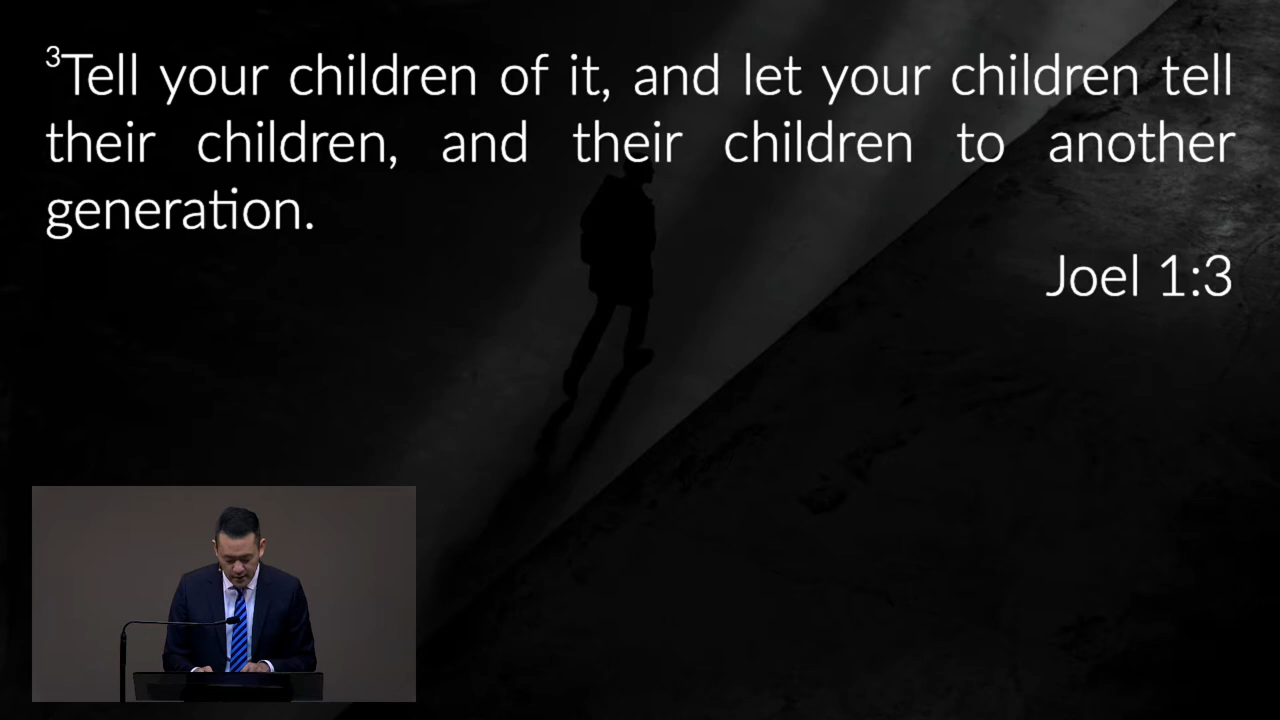 ³Tell your children of it, and let your children tell
their children, and their children to another
generation.
Joel 1:3